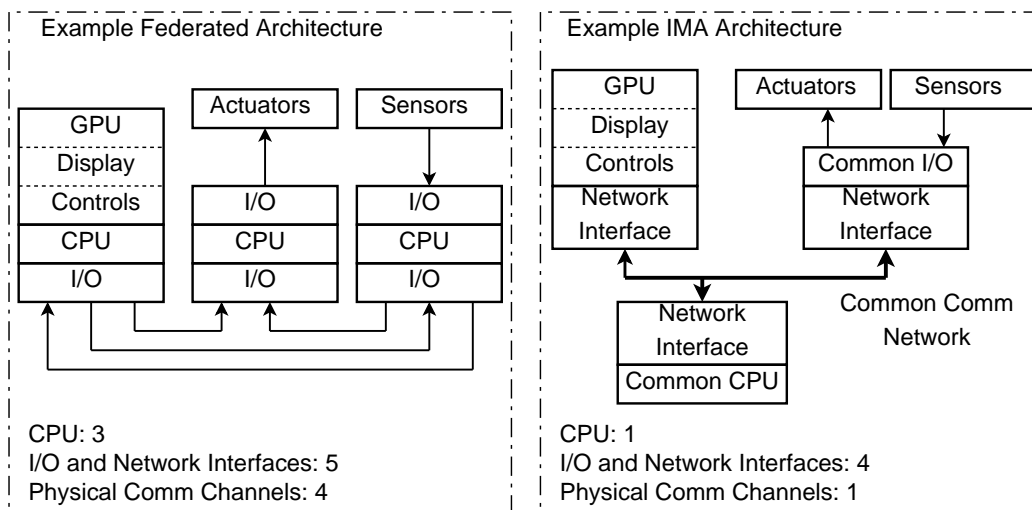 Example Federated Architecture
Actuators
Sensors
GPU
Display
Controls
CPU
I/O
I/O
CPU
I/O
I/O
CPU
I/O
CPU: 3
I/O and Network Interfaces: 5
Physical Comm Channels: 4
Example IMA Architecture
GPU
Display
Controls
Network
Interface
Actuators
Sensors
Common I/O
Network
Interface
Network
Interface
Common CPU
Common Comm
Network
CPU: 1
I/O and Network Interfaces: 4
Physical Comm Channels: 1